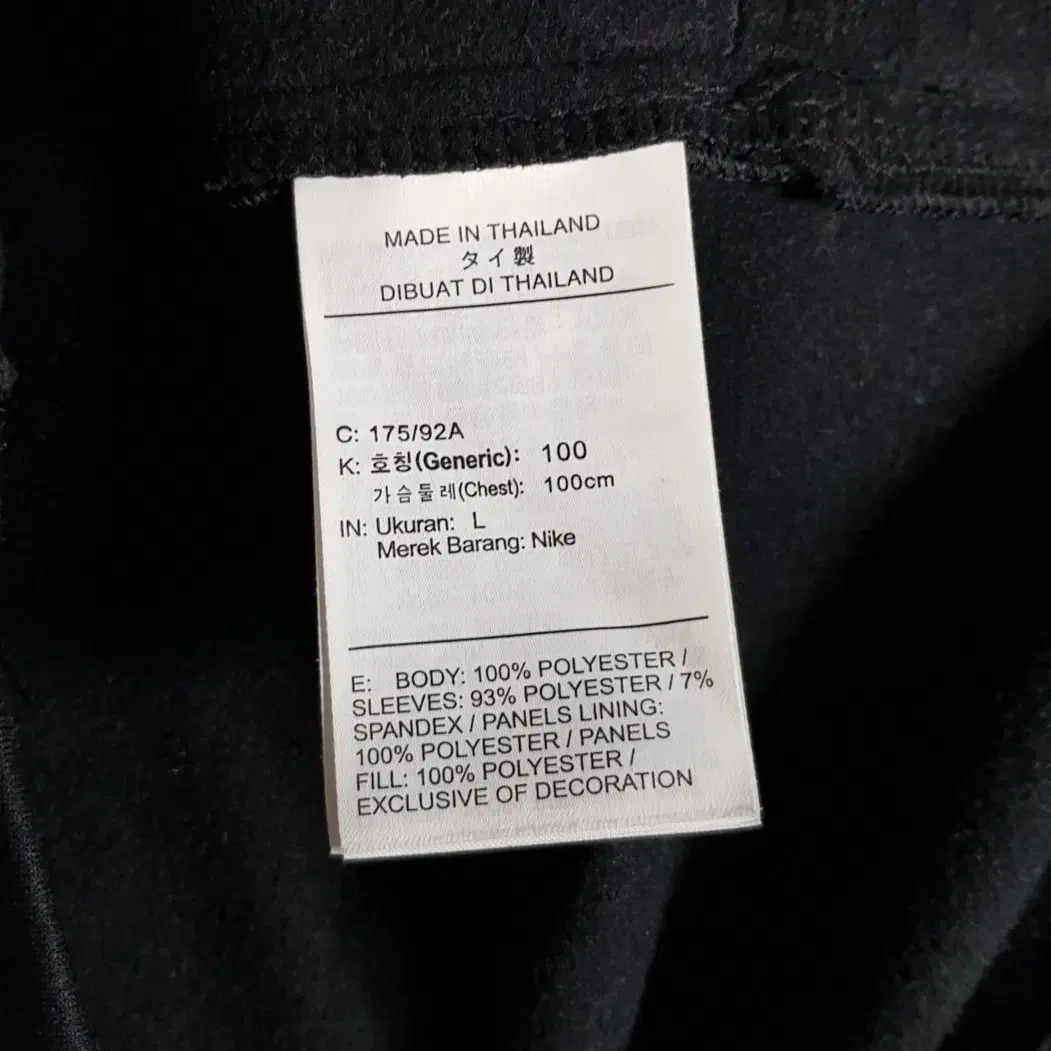 MADE IN THAILAND
タイ製
DIBUAT DI THAILAND
C: 175/92A
K: 호칭(Generic): 100
가슴둘레(Chest): 100cm
IN: Ukuran: L
Merek Barang: Nike
E: BODY: 100% POLYESTER /
SLEEVES: 93% POLYESTER / 7%
SPANDEX / PANELS LINING:
100% POLYESTER / PANELS
FILL: 100% POLYESTER /
EXCLUSIVE OF DECORATION